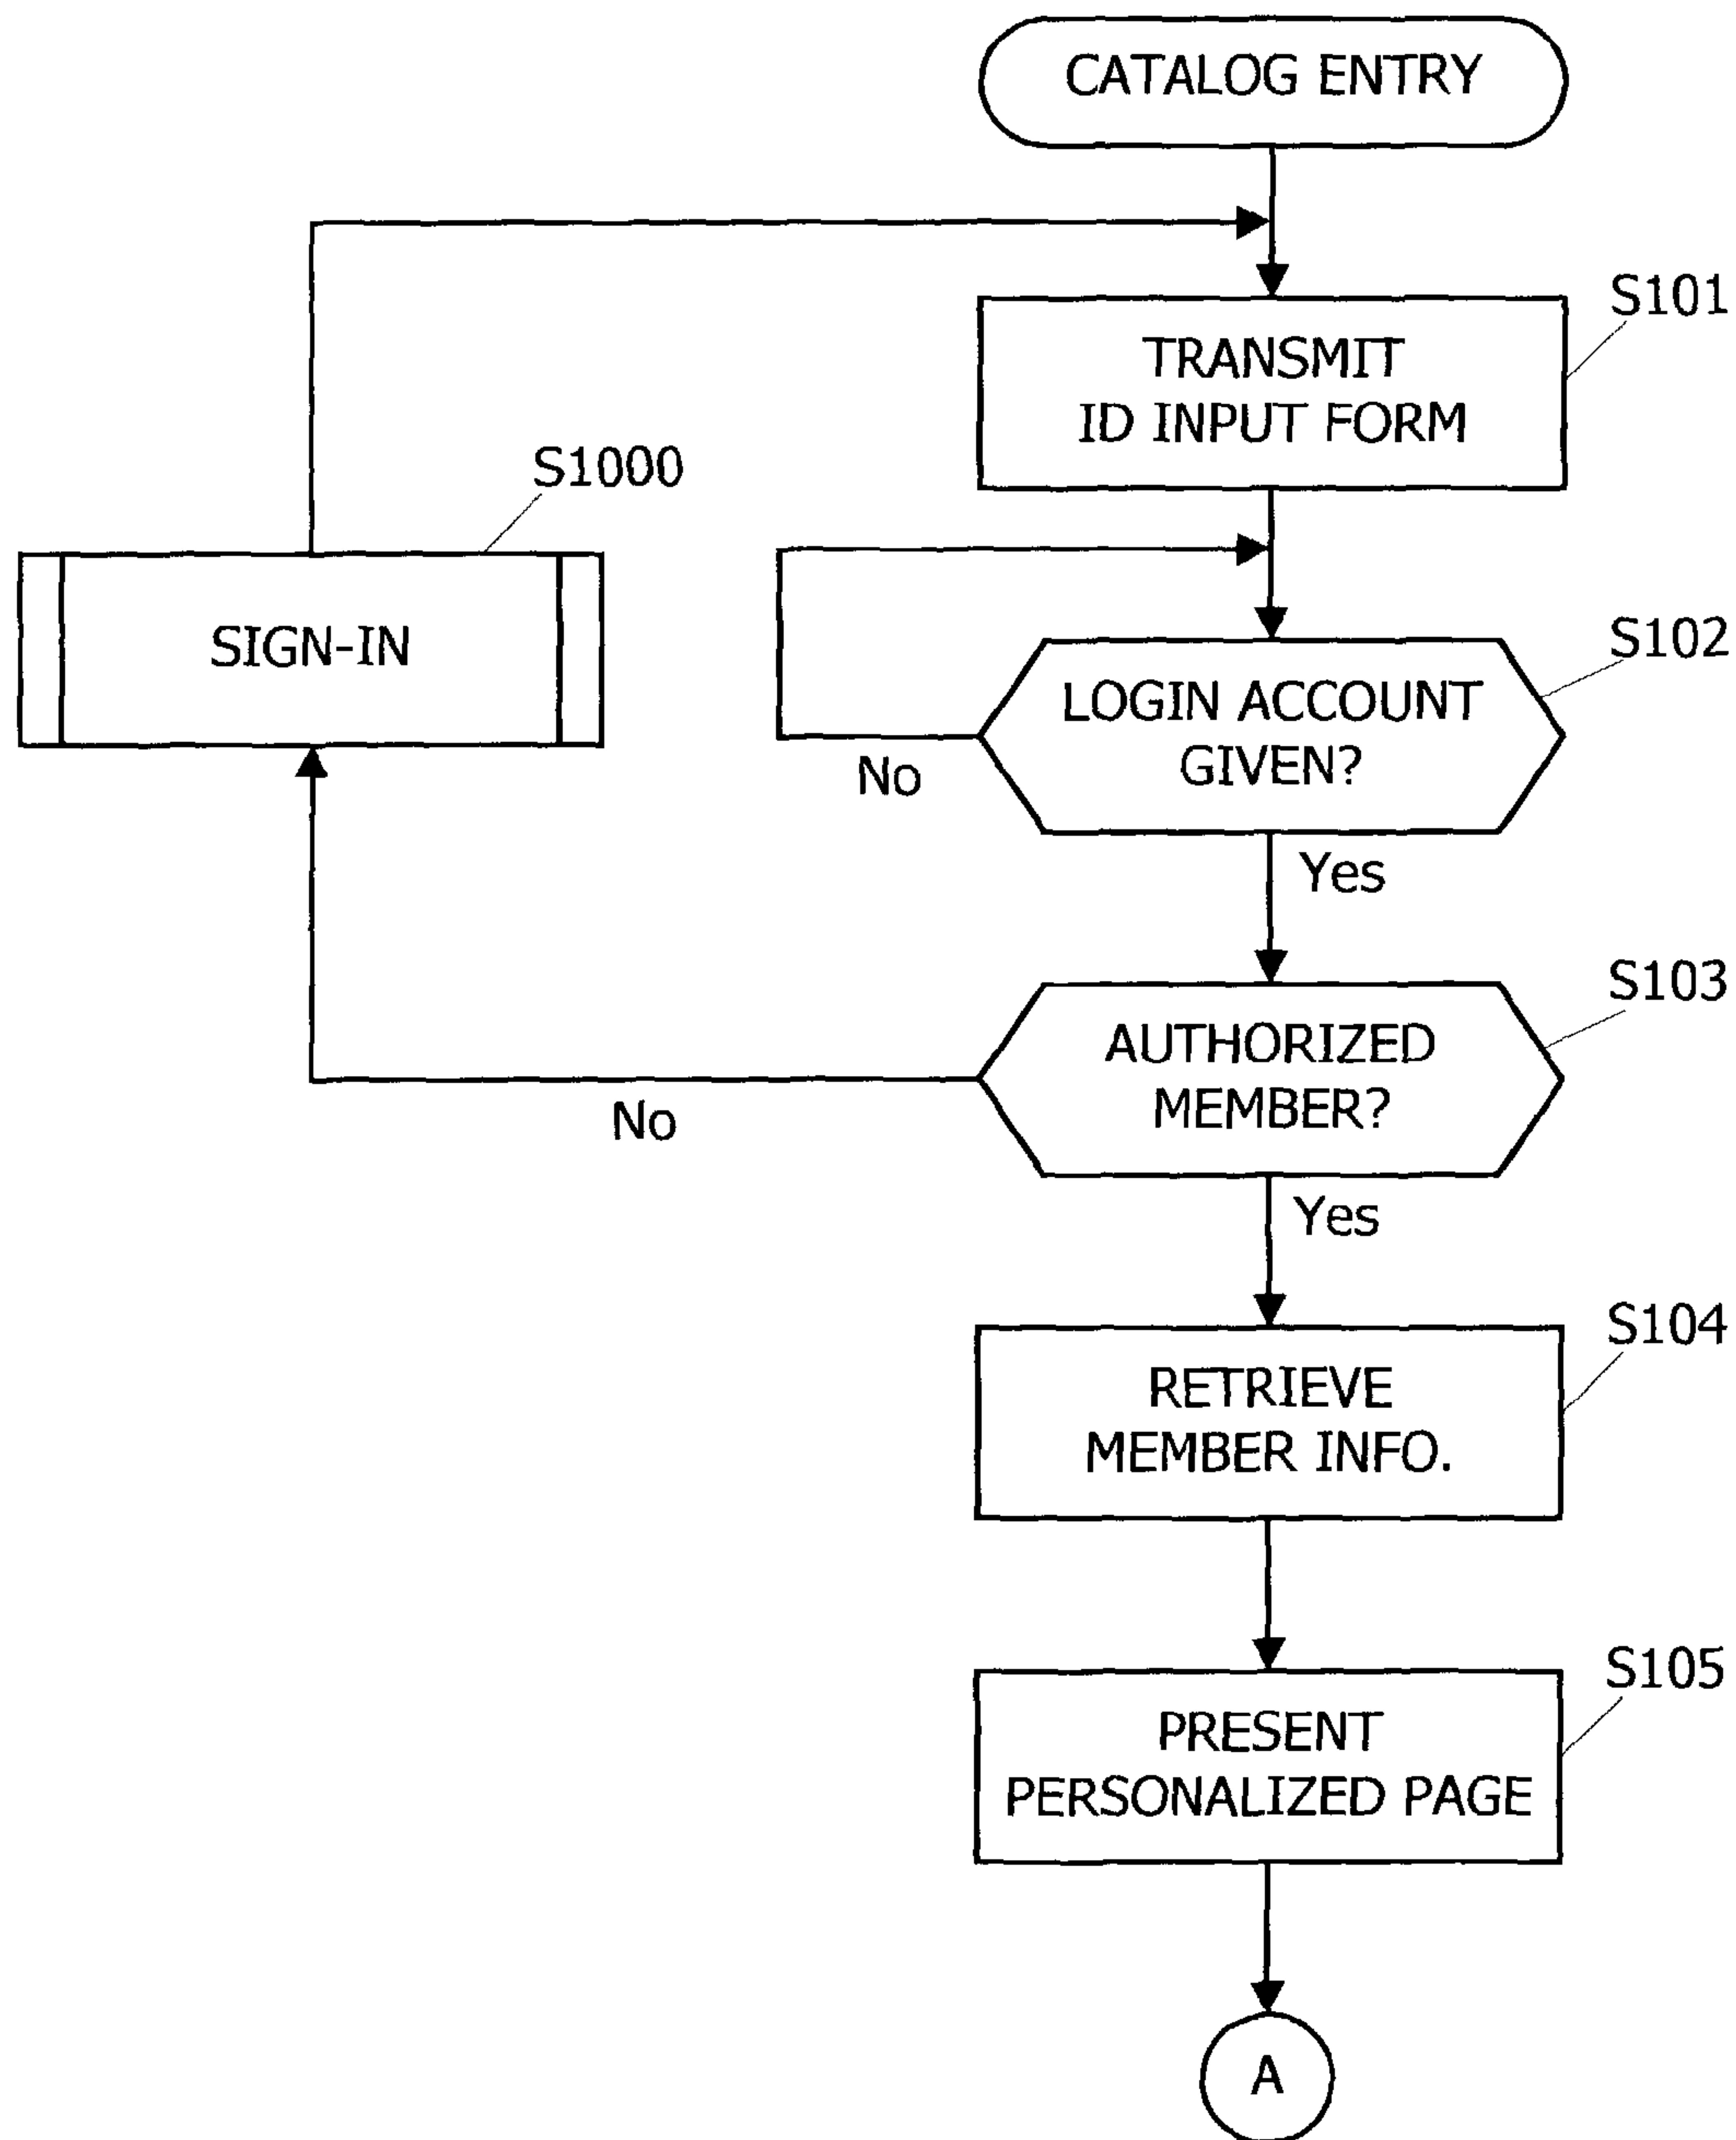 CATALOG ENTRY
S101
TRANSMIT
ID INPUT FORM
S1000
SIGN-IN
S102
LOGIN ACCOUNT
GIVEN?
No
Yes
S103
AUTHORIZED
MEMBER?
No
Yes
S104
RETRIEVE
MEMBER INFO.
S105
PRESENT
PERSONALIZED PAGE
A